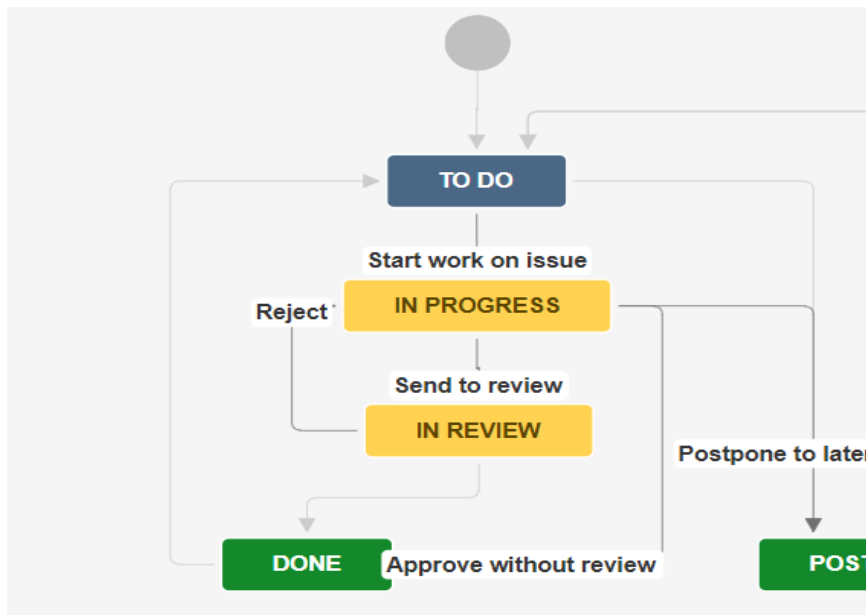 TO DO
Start work on issue
IN PROGRESS
Reject
Send to review
IN REVIEW
Postpone to later
DONE
Approve without review
POST